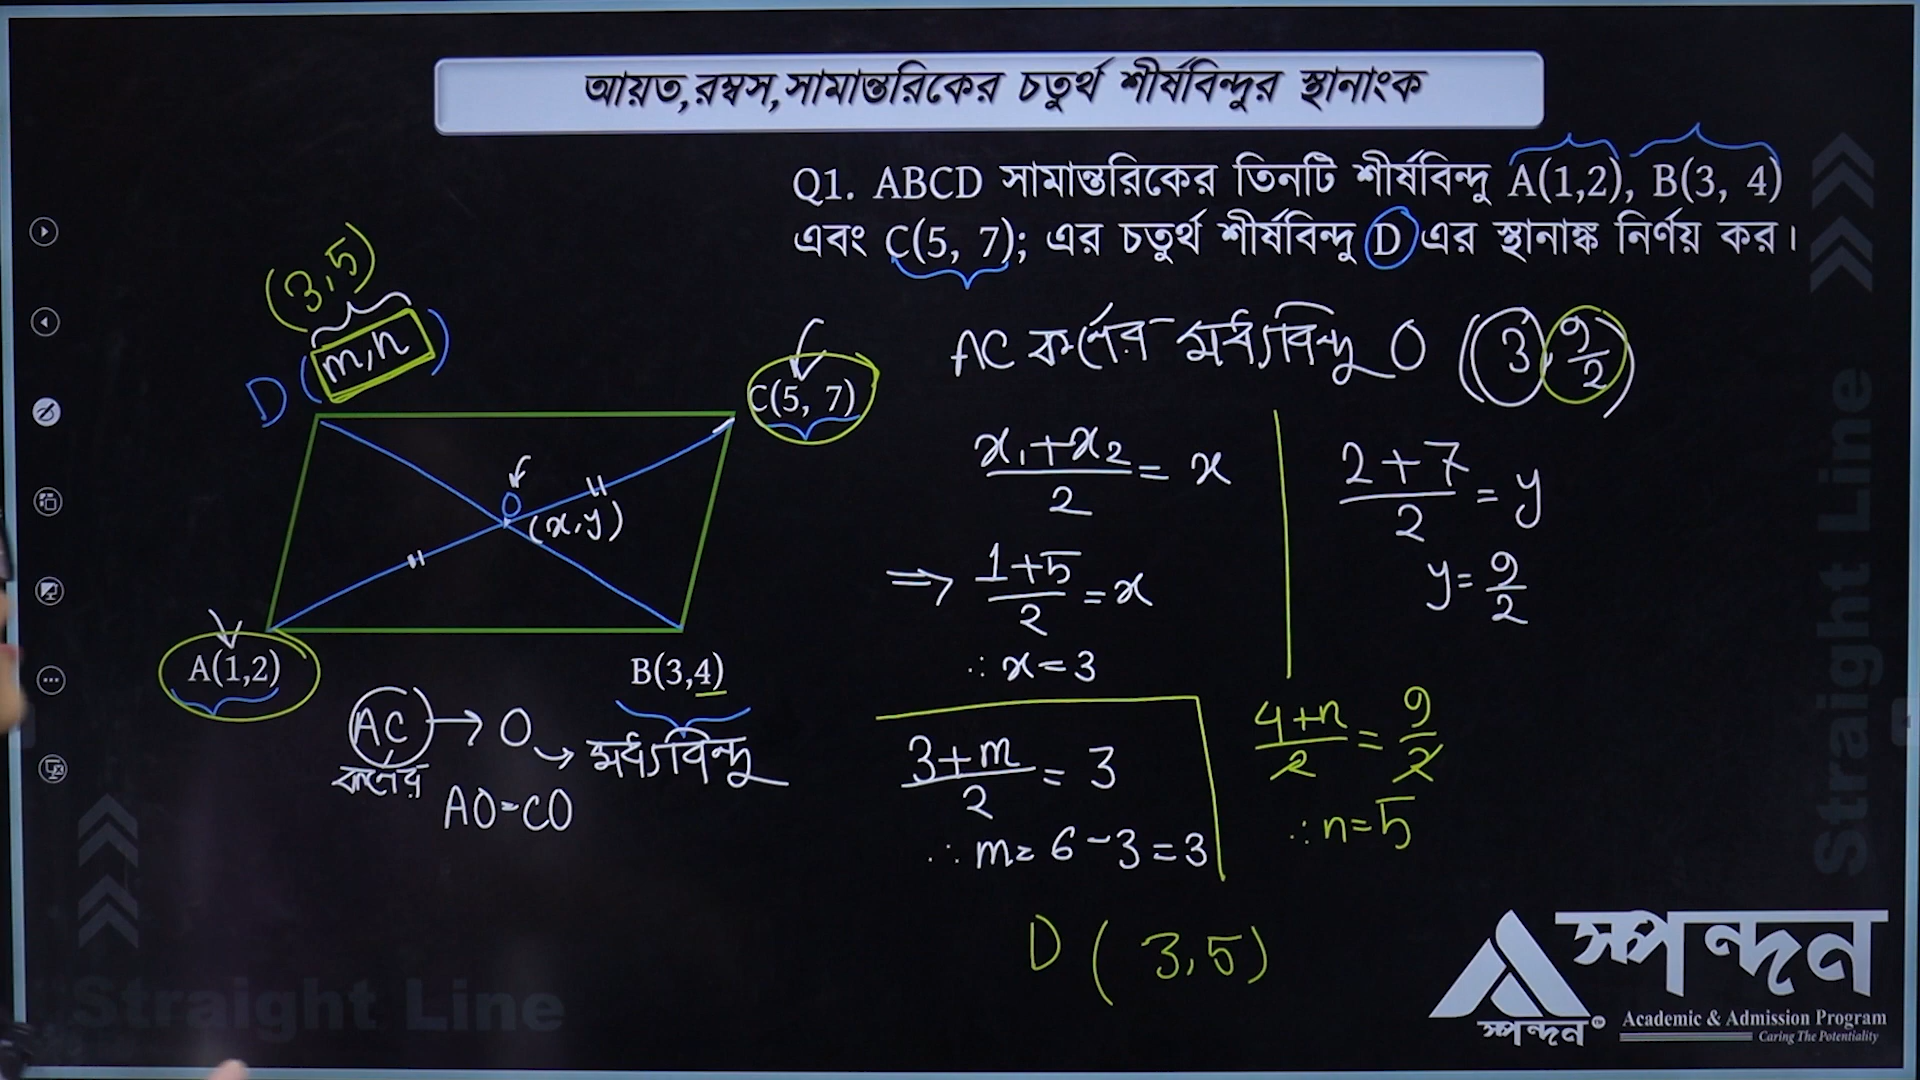 আয়ত,রম্বস,সামান্তরিকের চতুর্থ শীর্ষবিন্দুর স্থানাংক
Q1. ABCD সামান্তরিকের তিনটি শীর্ষবিন্দু A(1,2), B(3, 4)
এবং C(5, 7); এর চতুর্থ শীর্ষবিন্দু D এর স্থানাঙ্ক নির্ণয় কর।
(3,5)
D (m,n)
C(5, 7)
O
(x,y)
A(1,2)
B(3,4)
AC → O → মধ্যবিন্দু
কর্ণের
AO=CO
AC কর্ণের মধ্যবিন্দু O (3, 9/2)
(x₁+x₂)/2 = x
⇒ (1+5)/2 = x
∴ x=3
(2+7)/2 = y
y= 9/2
(3+m)/2 = 3
∴ m= 6-3=3
(4+n)/2 = 9/2
∴ n=5
D (3,5)
Straight Line
Straight Line
স্পন্দন
স্পন্দন
Academic & Admission Program
Caring The Potentiality